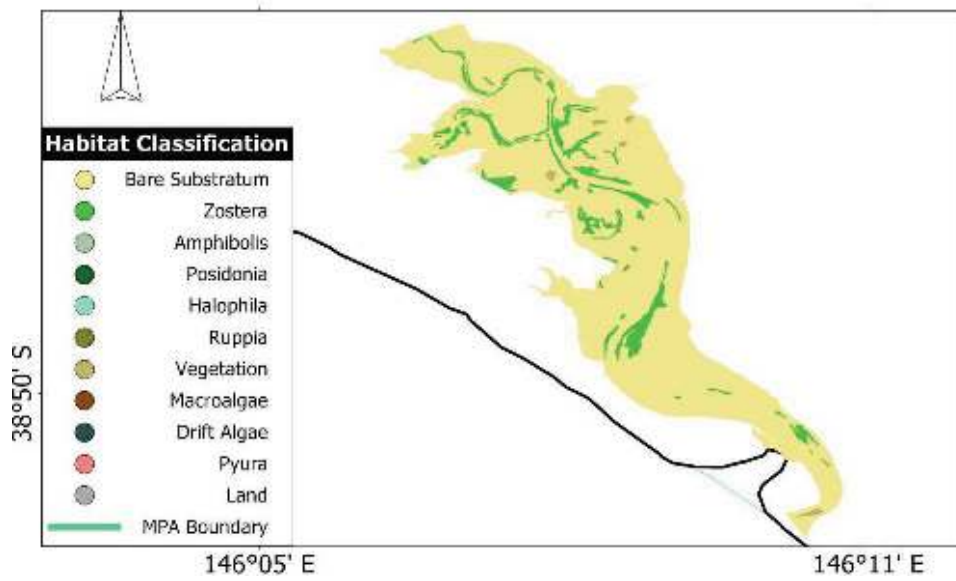 Habitat Classification
Bare Substratum
Zostera
Amphibolis
Posidonia
Halophila
Ruppia
Vegetation
Macroalgae
Drift Algae
Pyura
Land
MPA Boundary
38°50' S
146°05' E
146°11' E